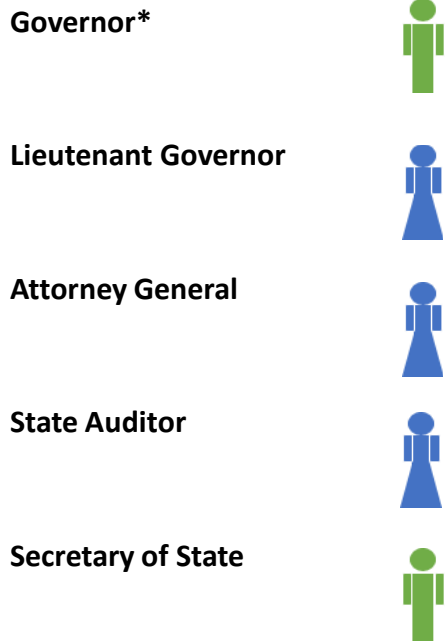 Governor*
Lieutenant Governor
Attorney General
State Auditor
Secretary of State